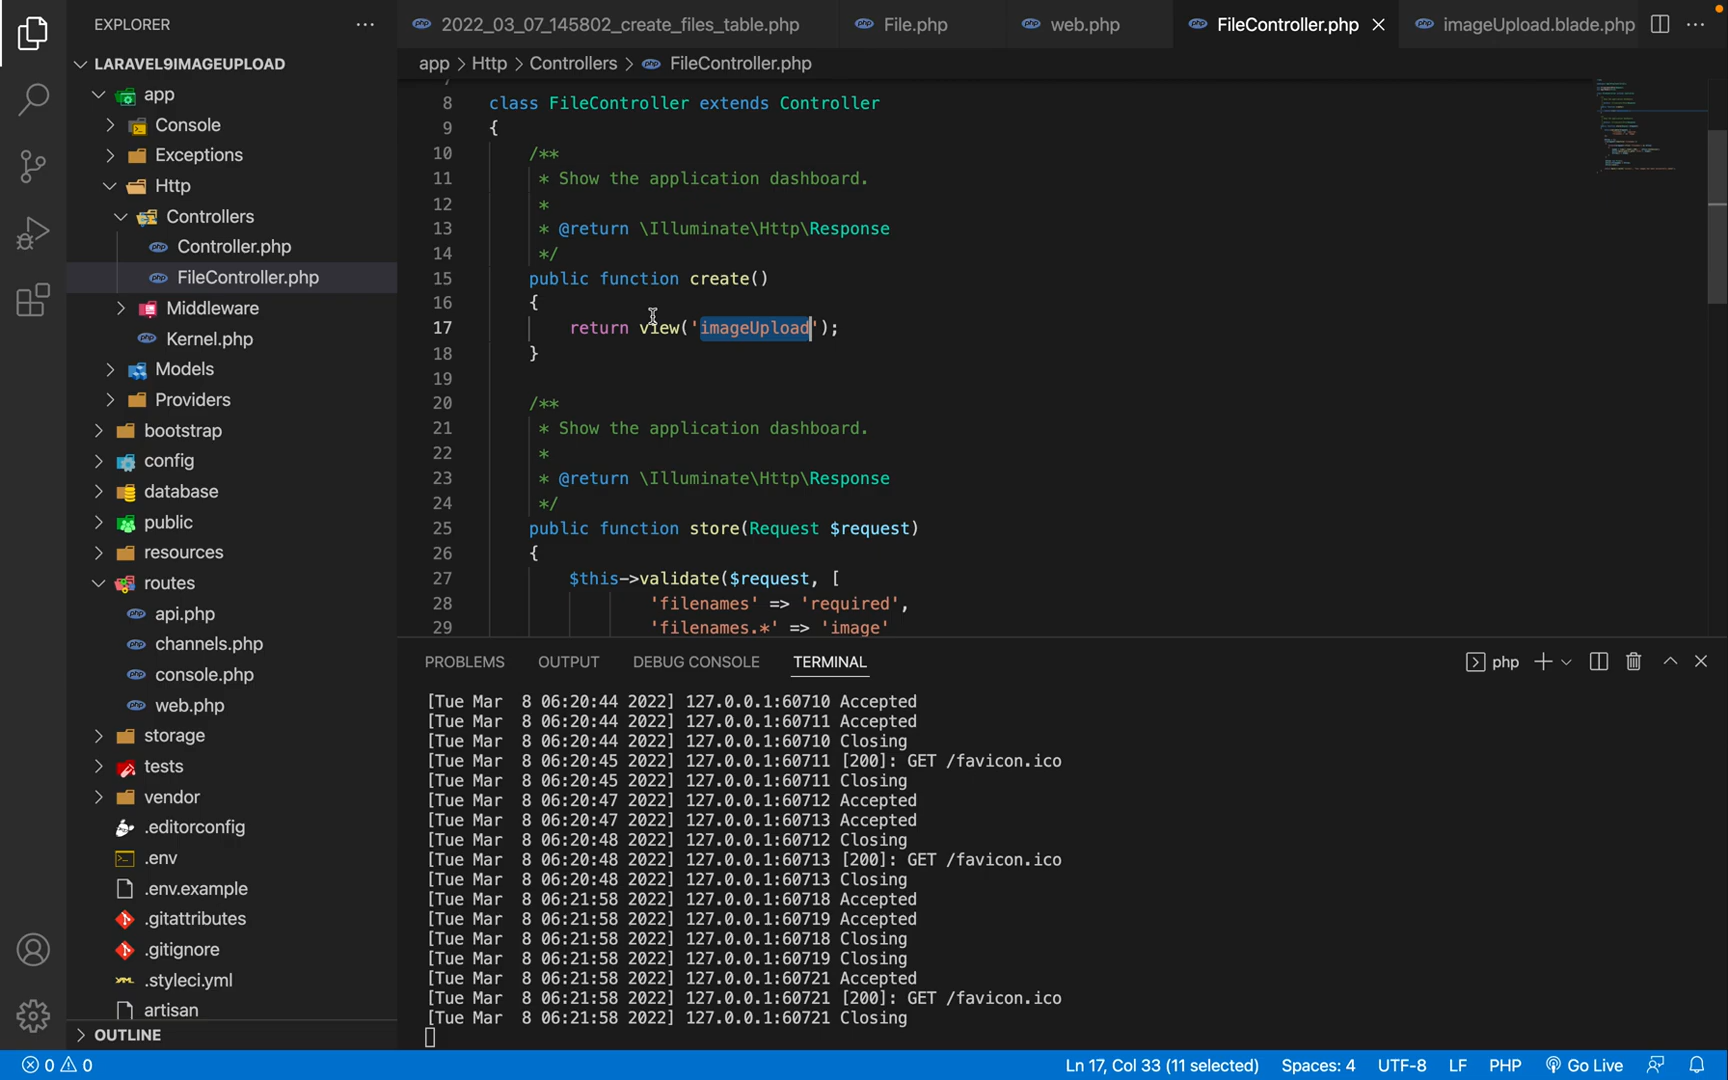 EXPLORER
LARAVEL9IMAGEUPLOAD
app
Console
Exceptions
Http
Controllers
Controller.php
FileController.php
Middleware
Kernel.php
Models
Providers
bootstrap
config
database
public
resources
routes
api.php
channels.php
console.php
web.php
storage
tests
vendor
.editorconfig
.env
.env.example
.gitattributes
.gitignore
.styleci.yml
artisan
OUTLINE
2022_03_07_145802_create_files_table.php
File.php
web.php
FileController.php
imageUpload.blade.php
app > Http > Controllers > FileController.php
8 class FileController extends Controller
9 {
10 /**
11 * Show the application dashboard.
12 *
13 * @return \Illuminate\Http\Response
14 */
15 public function create()
16 {
17 return view('imageUpload');
18 }
19
20 /**
21 * Show the application dashboard.
22 *
23 * @return \Illuminate\Http\Response
24 */
25 public function store(Request $request)
26 {
27 $this->validate($request, [
28 'filenames' => 'required',
29 'filenames.*' => 'image'
PROBLEMS OUTPUT DEBUG CONSOLE TERMINAL
php
[Tue Mar  8 06:20:44 2022] 127.0.0.1:60710 Accepted
[Tue Mar  8 06:20:44 2022] 127.0.0.1:60711 Accepted
[Tue Mar  8 06:20:44 2022] 127.0.0.1:60710 Closing
[Tue Mar  8 06:20:45 2022] 127.0.0.1:60711 [200]: GET /favicon.ico
[Tue Mar  8 06:20:45 2022] 127.0.0.1:60711 Closing
[Tue Mar  8 06:20:47 2022] 127.0.0.1:60712 Accepted
[Tue Mar  8 06:20:47 2022] 127.0.0.1:60713 Accepted
[Tue Mar  8 06:20:48 2022] 127.0.0.1:60712 Closing
[Tue Mar  8 06:20:48 2022] 127.0.0.1:60713 [200]: GET /favicon.ico
[Tue Mar  8 06:20:48 2022] 127.0.0.1:60713 Closing
[Tue Mar  8 06:21:58 2022] 127.0.0.1:60718 Accepted
[Tue Mar  8 06:21:58 2022] 127.0.0.1:60719 Accepted
[Tue Mar  8 06:21:58 2022] 127.0.0.1:60718 Closing
[Tue Mar  8 06:21:58 2022] 127.0.0.1:60719 Closing
[Tue Mar  8 06:21:58 2022] 127.0.0.1:60721 Accepted
[Tue Mar  8 06:21:58 2022] 127.0.0.1:60721 [200]: GET /favicon.ico
[Tue Mar  8 06:21:58 2022] 127.0.0.1:60721 Closing
0 0
Ln 17, Col 33 (11 selected) Spaces: 4 UTF-8 LF PHP Go Live